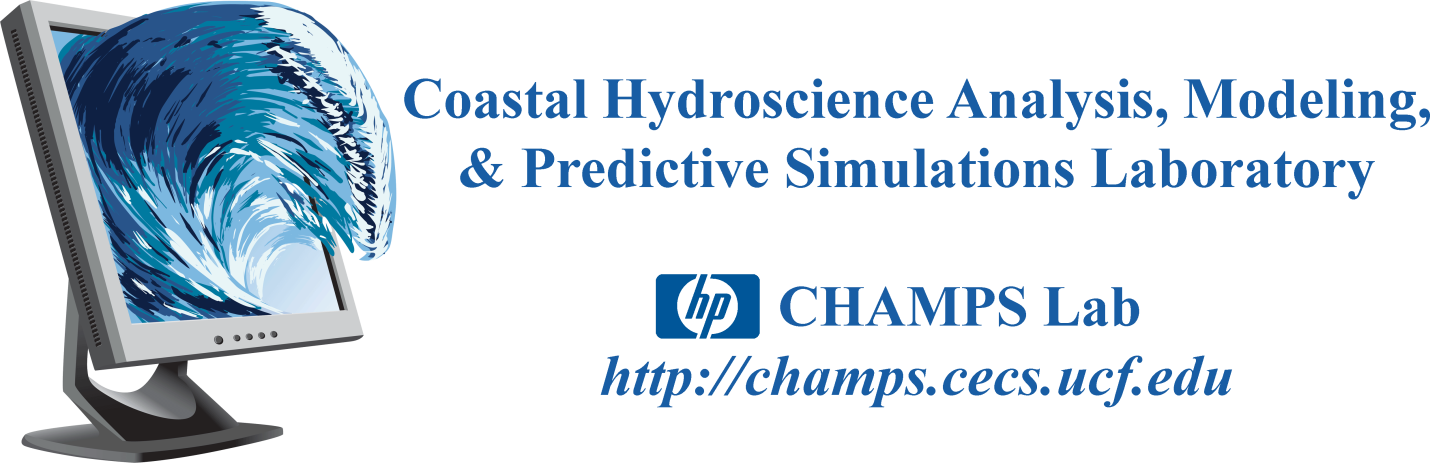 Coastal Hydroscience Analysis, Modeling,
& Predictive Simulations Laboratory
hp CHAMPS Lab
http://champs.cecs.ucf.edu